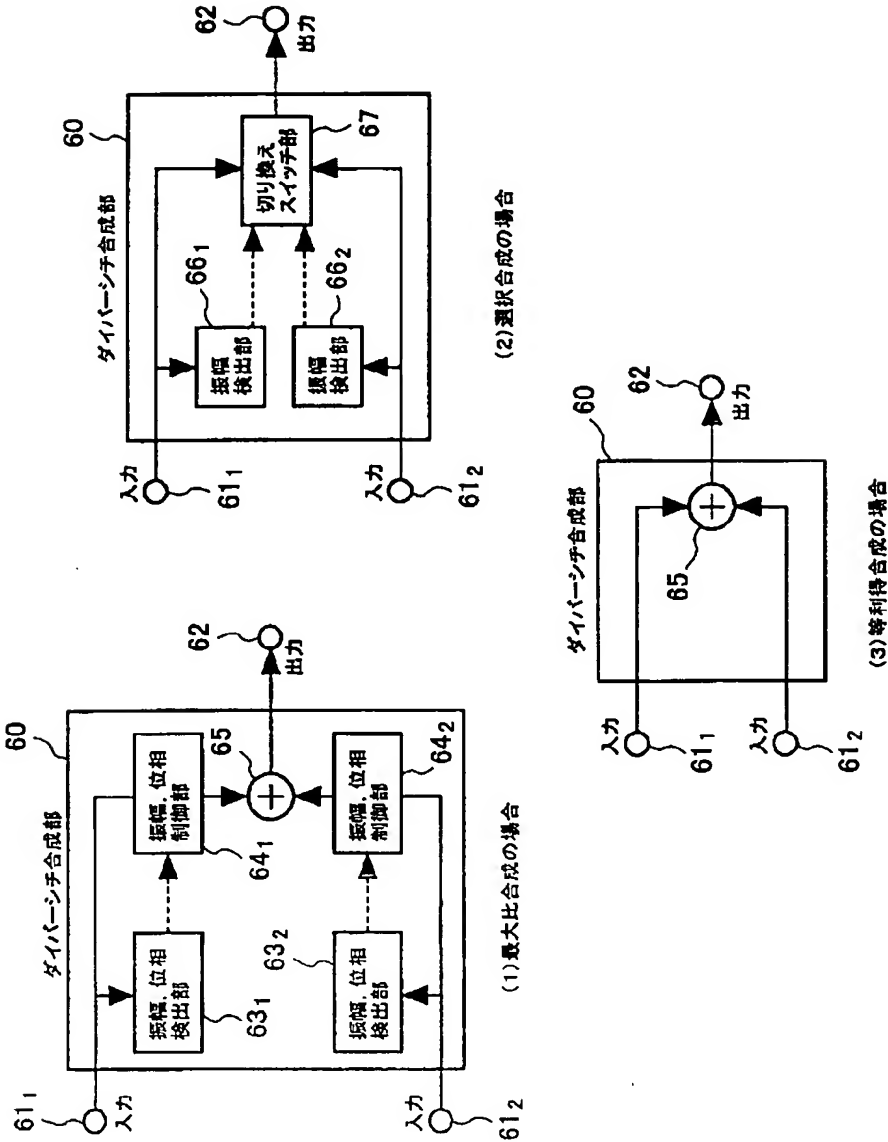 ダイバーシチ合成部
60
61₁
入力
振幅、位相
検出部
63₁
振幅、位相
制御部
64₁
65
62
出力
63₂
振幅、位相
検出部
振幅、位相
制御部
64₂
入力
61₂
(1)最大比合成の場合
ダイバーシチ合成部
60
入力
61₁
振幅
検出部
66₁
切り換え
スイッチ部
67
62
出力
66₂
振幅
検出部
入力
61₂
(2)選択合成の場合
ダイバーシチ合成部
60
入力
61₁
65
62
出力
入力
61₂
(3)等利得合成の場合